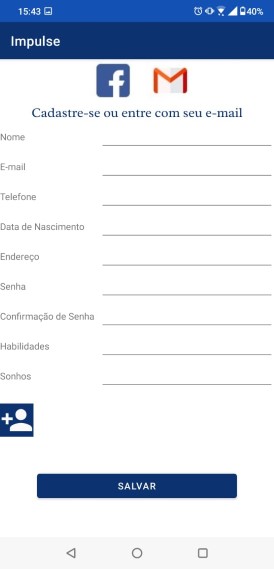 15:43 40%
Impulse
Cadastre-se ou entre com seu e-mail
Nome
E-mail
Telefone
Data de Nascimento
Endereço
Senha
Confirmação de Senha
Habilidades
Sonhos
SALVAR